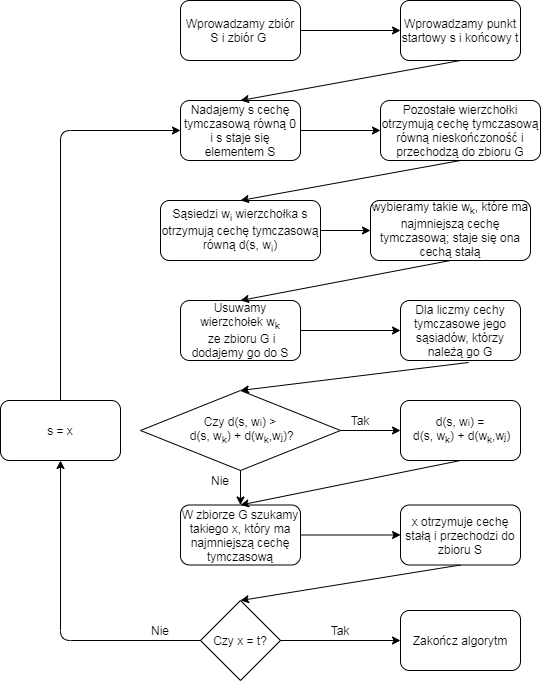 Wprowadzamy zbiór
S i zbiór G
Wprowadzamy punkt
startowy s i końcowy t
Nadajemy s cechę
tymczasową równą 0
i s staje się
elementem S
Pozostałe wierzchołki
otrzymują cechę tymczasową
równą nieskończoność i
przechodzą do zbioru G
Sąsiedzi wi wierzchołka s
otrzymują cechę tymczasową
równą d(s, wi)
wybieramy takie wk, które ma
najmniejszą cechę
tymczasową; staje się ona
cechą stałą
Usuwamy
wierzchołek wk
ze zbioru G i
dodajemy go do S
Dla liczmy cechy
tymczasowe jego
sąsiadów, którzy
należą go G
s = x
Czy d(s, wi) >
d(s, wk) + d(wk,wj)?
Tak
d(s, wi) =
d(s, wk) + d(wk,wj)
Nie
W zbiorze G szukamy
takiego x, który ma
najmniejszą cechę
tymczasową
x otrzymuje cechę
stałą i przechodzi do
zbioru S
Nie
Czy x = t?
Tak
Zakończ algorytm